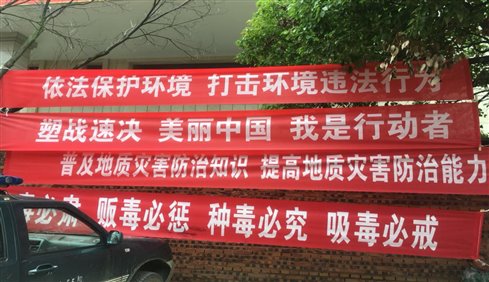 依法保护环境 打击环境违法行为
塑战速决 美丽中国 我是行动者
普及地质灾害防治知识 提高地质灾害防治能力
必肃 贩毒必惩 种毒必究 吸毒必戒